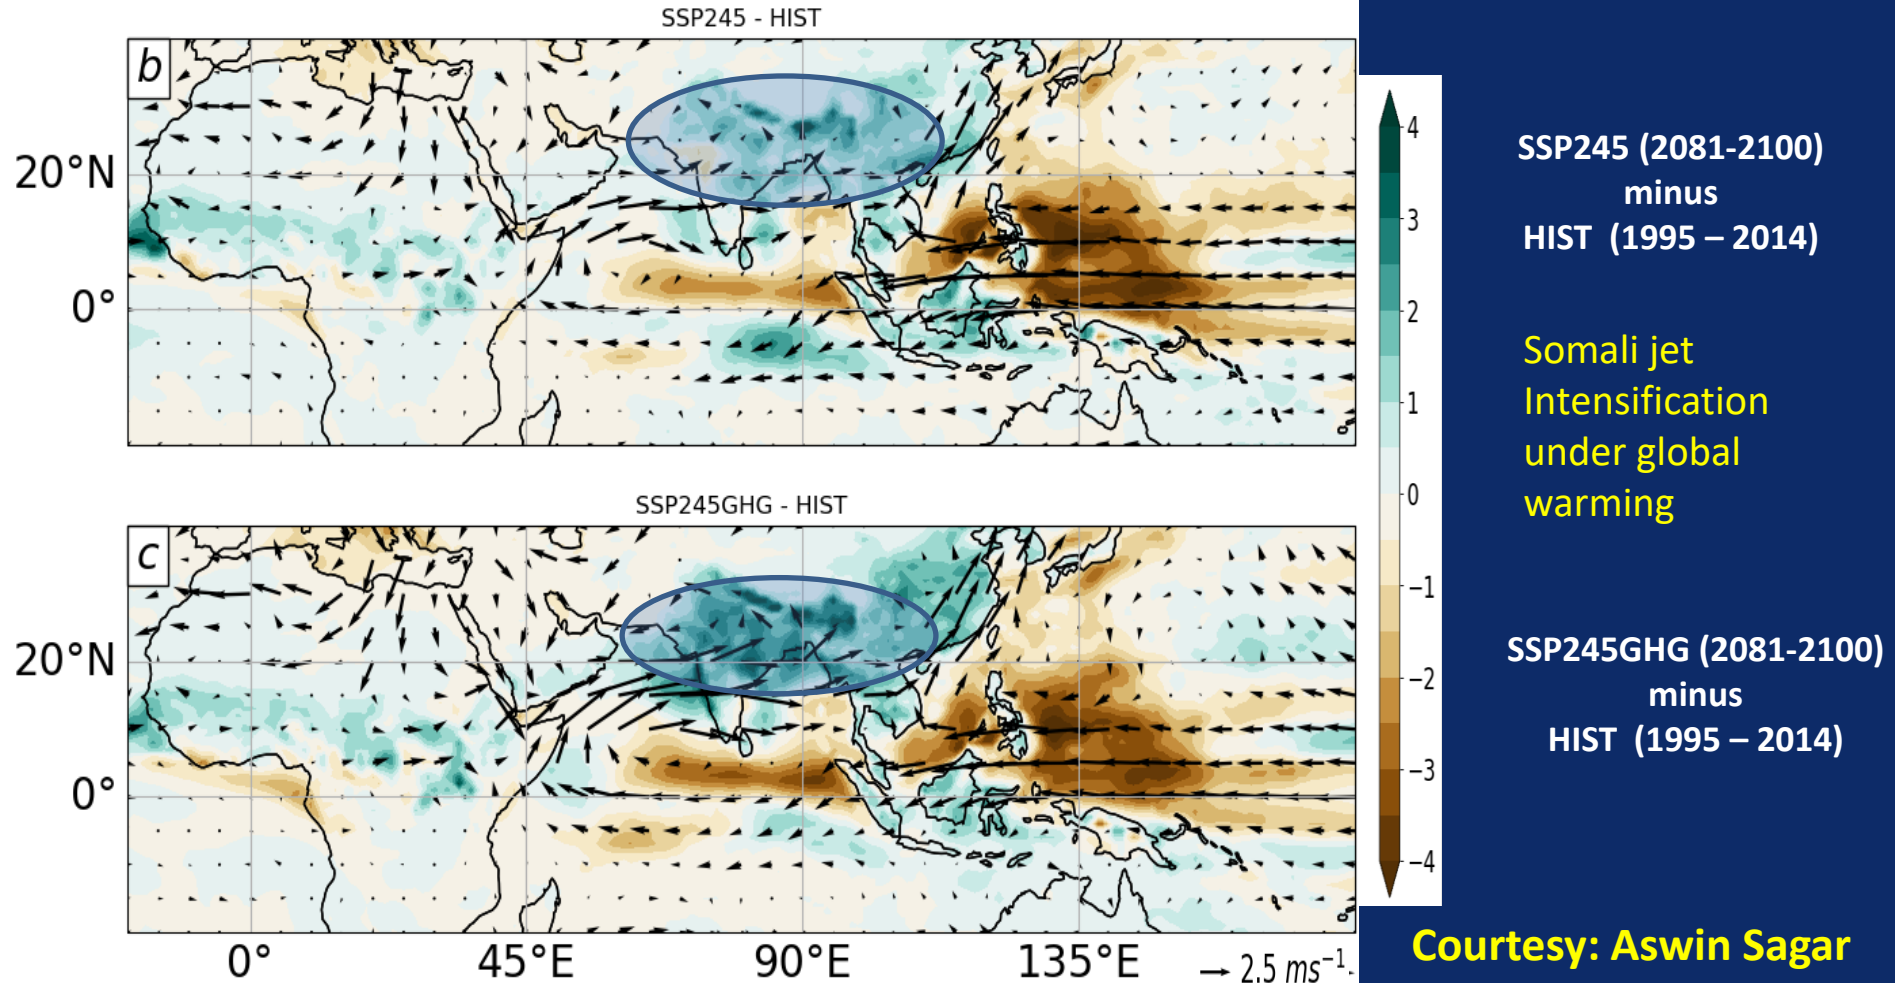 SSP245 - HIST
b
20°N
0°
SSP245GHG - HIST
c
20°N
0°
0°
45°E
90°E
135°E
→ 2.5 ms⁻¹
4
3
2
1
0
−1
−2
−3
−4
SSP245 (2081-2100)
minus
HIST (1995 – 2014)
Somali jet
Intensification
under global
warming
SSP245GHG (2081-2100)
minus
HIST (1995 – 2014)
Courtesy: Aswin Sagar